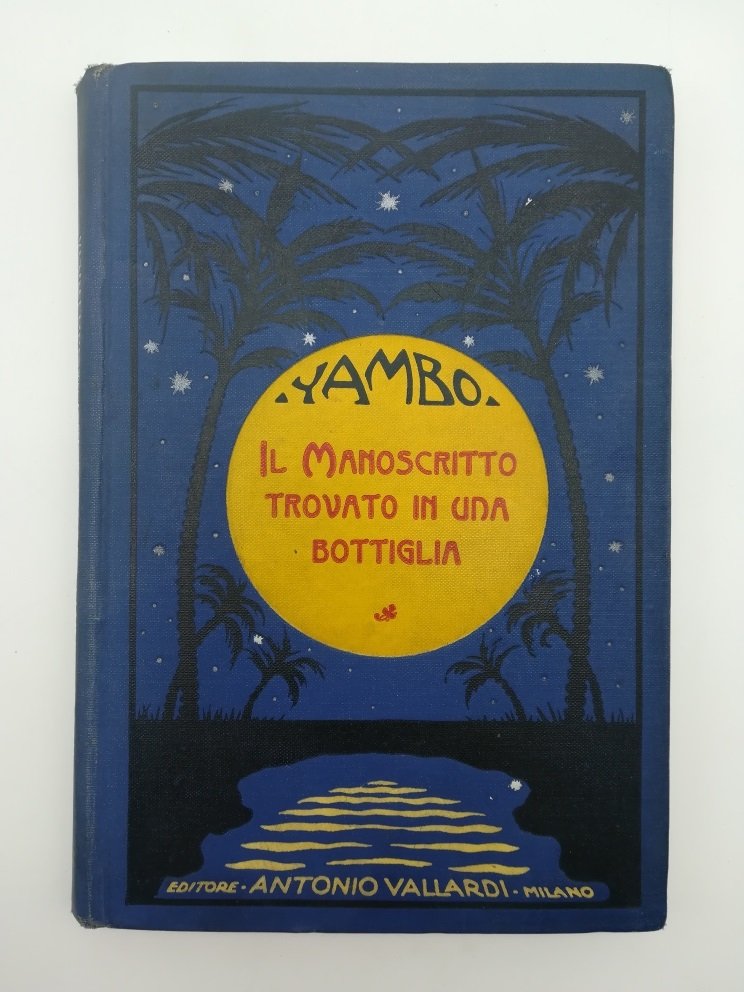 .YAMBO.
IL MANOSCRITTO
TROVATO IN UNA
BOTTIGLIA
EDITORE · ANTONIO VALLARDI · MILANO